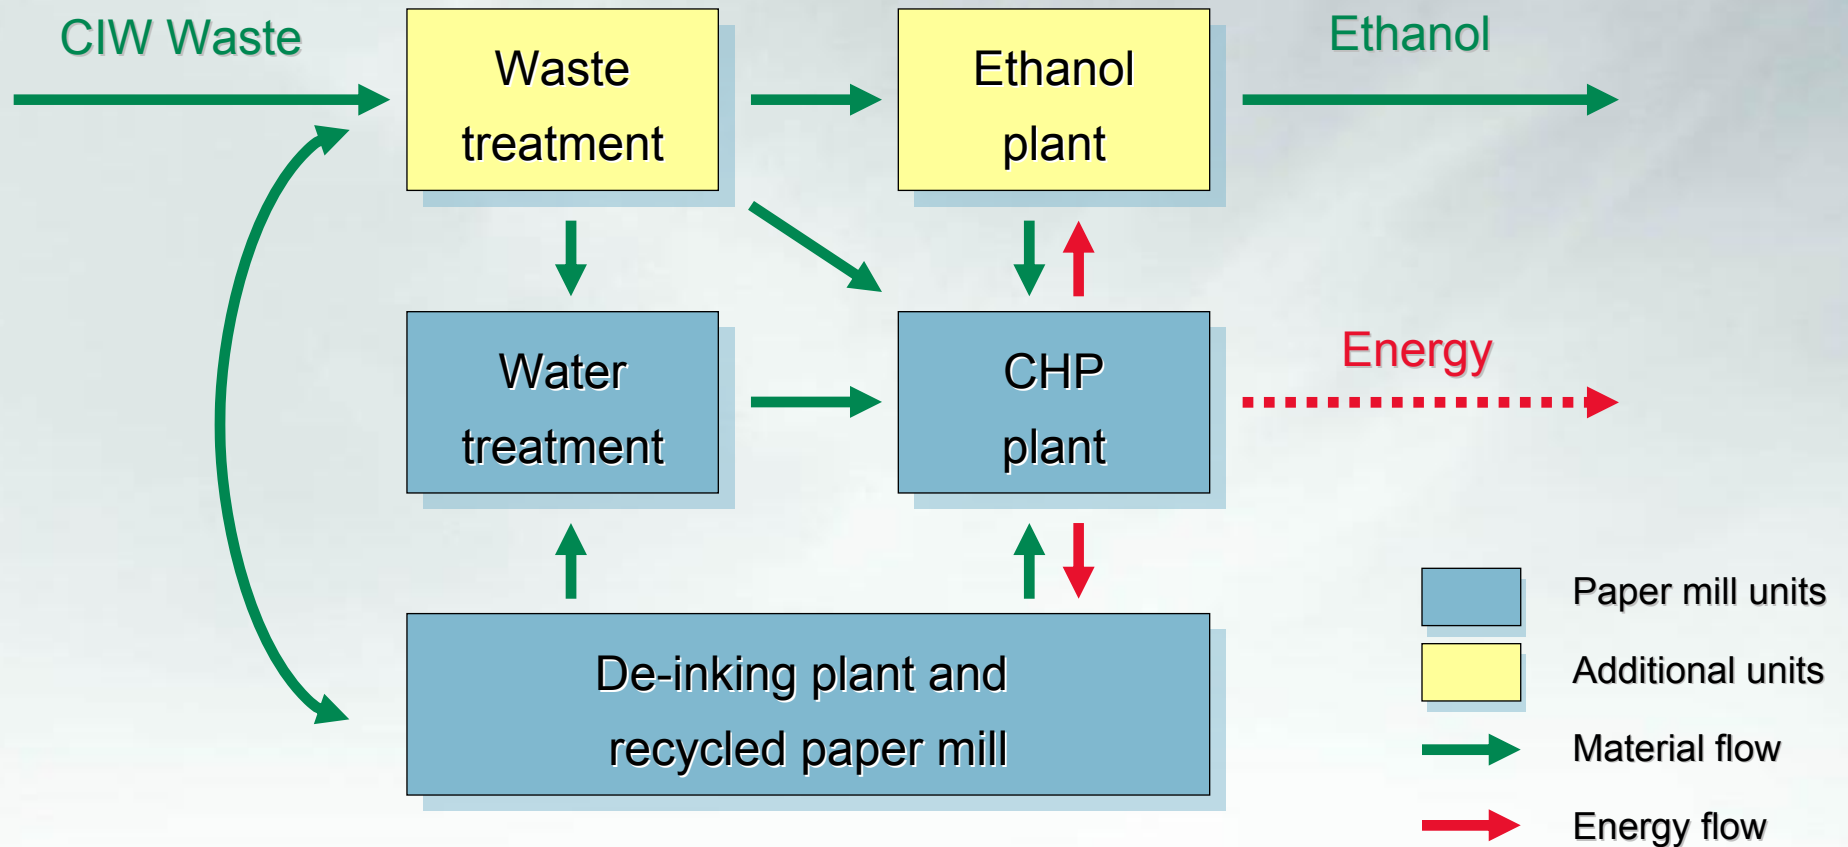 CIW Waste
Waste
treatment
Ethanol
plant
Ethanol
Water
treatment
CHP
plant
Energy
De-inking plant and
recycled paper mill
Paper mill units
Additional units
Material flow
Energy flow